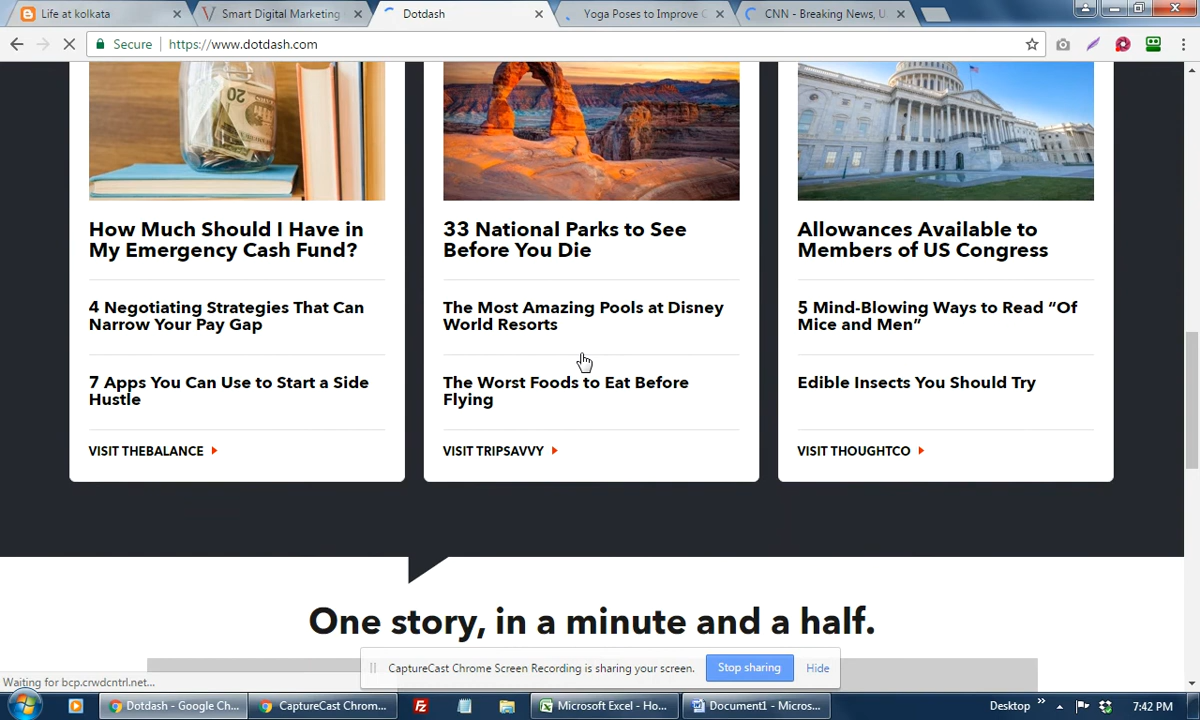 Life at kolkata
Smart Digital Marketing
Dotdash
Yoga Poses to Improve
CNN - Breaking News, U
Secure
https://www.dotdash.com
20
How Much Should I Have in
My Emergency Cash Fund?
4 Negotiating Strategies That Can
Narrow Your Pay Gap
7 Apps You Can Use to Start a Side
Hustle
VISIT THEBALANCE
33 National Parks to See
Before You Die
The Most Amazing Pools at Disney
World Resorts
The Worst Foods to Eat Before
Flying
VISIT TRIPSAVVY
Allowances Available to
Members of US Congress
5 Mind-Blowing Ways to Read “Of
Mice and Men”
Edible Insects You Should Try
VISIT THOUGHTCO
One story, in a minute and a half.
CaptureCast Chrome Screen Recording is sharing your screen.
Stop sharing
Hide
Waiting for bcp.crwdcntrl.net...
Dotdash - Google Ch...
CaptureCast Chrom...
Fz
Microsoft Excel - Ho...
Document1 - Micros...
Desktop
7:42 PM